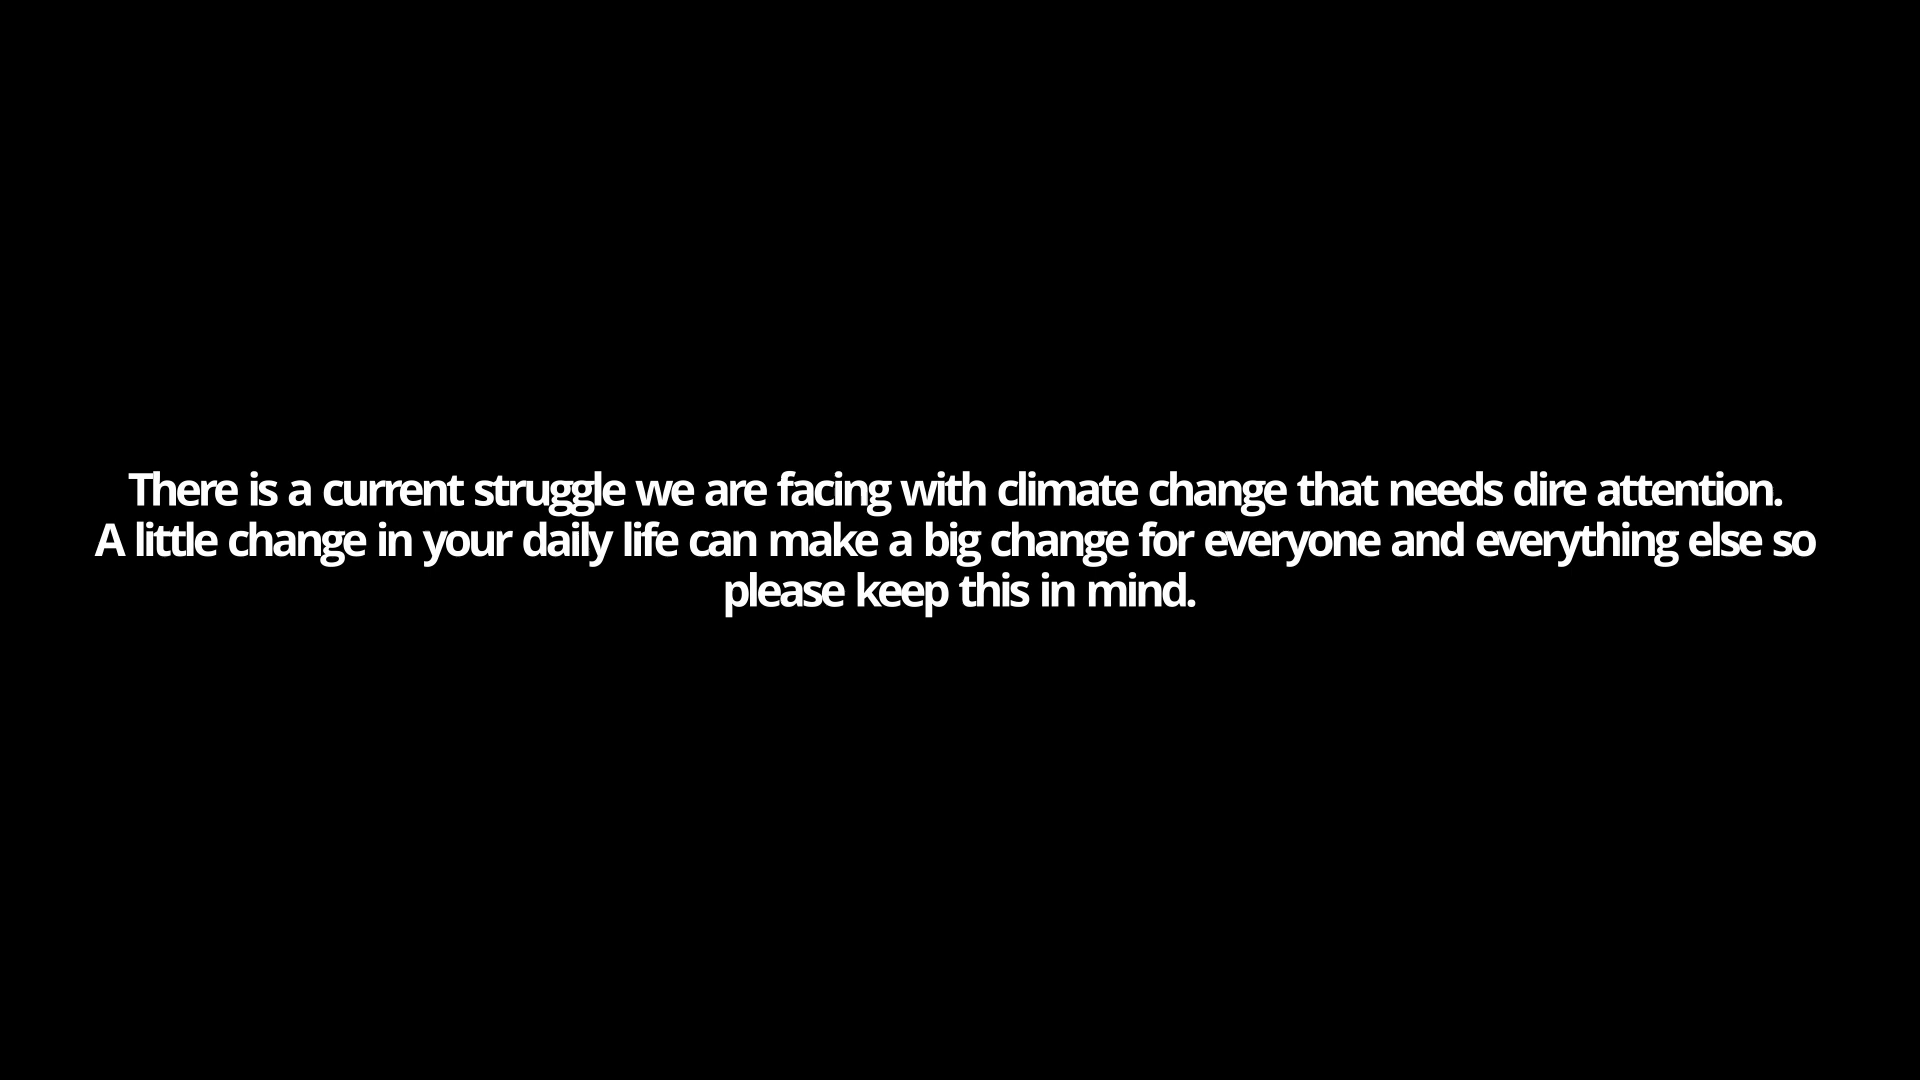 There is a current struggle we are facing with climate change that needs dire attention.
A little change in your daily life can make a big change for everyone and everything else so
please keep this in mind.